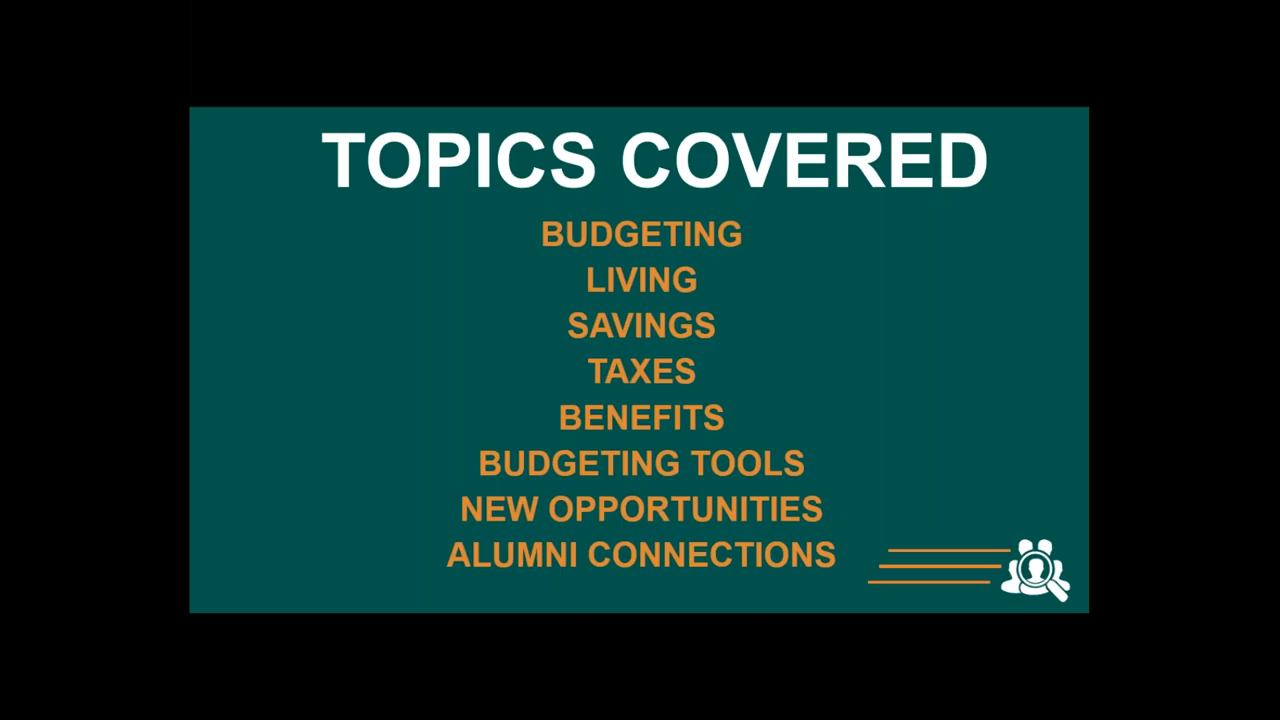 TOPICS COVERED
BUDGETING
LIVING
SAVINGS
TAXES
BENEFITS
BUDGETING TOOLS
NEW OPPORTUNITIES
ALUMNI CONNECTIONS